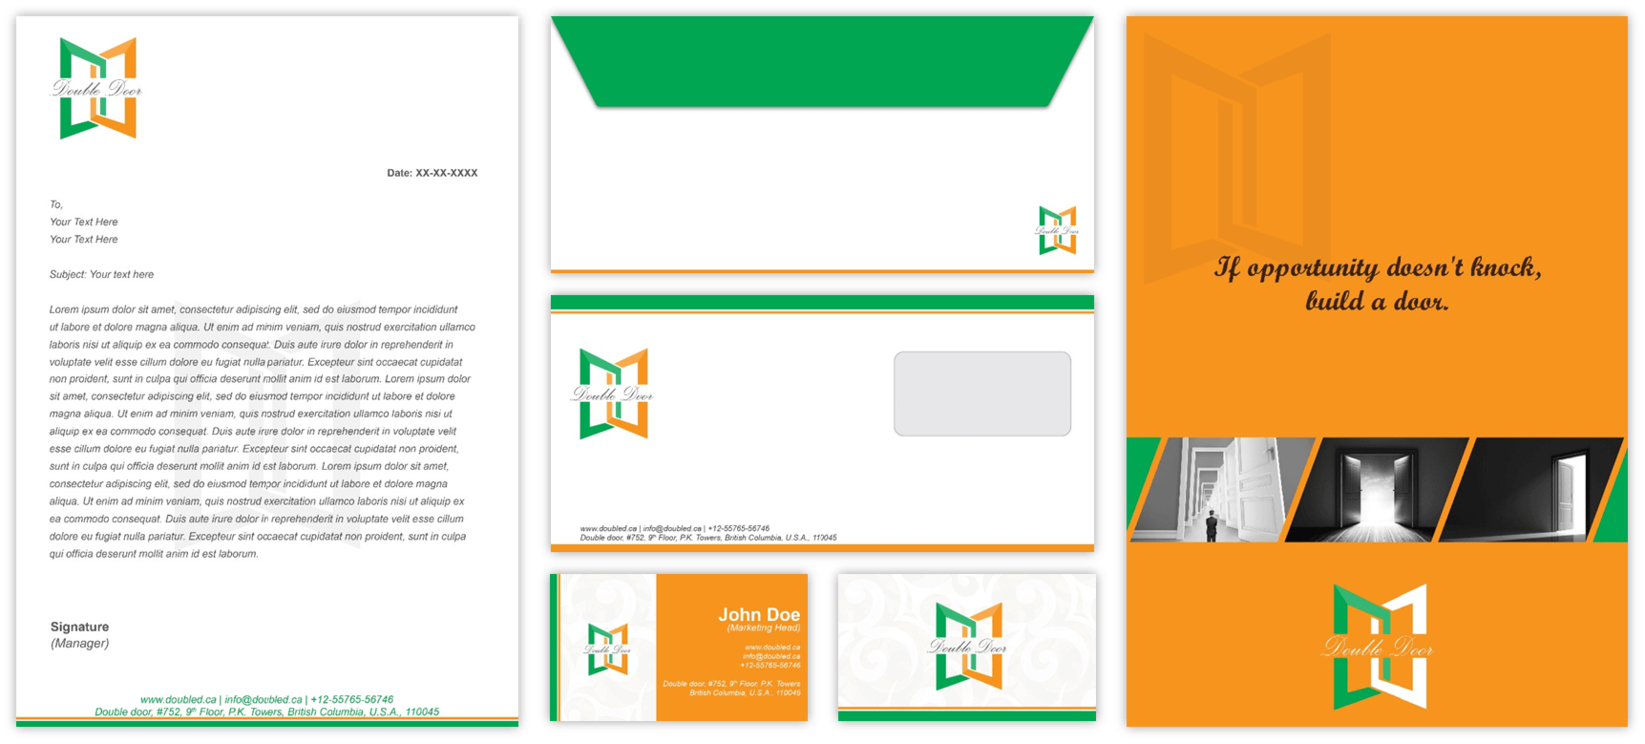 Double Door
Date: XX-XX-XXXX
To,
Your Text Here
Your Text Here
Subject: Your text here
Lorem ipsum dolor sit amet, consectetur adipiscing elit, sed do eiusmod tempor incididunt
ut labore et dolore magna aliqua. Ut enim ad minim veniam, quis nostrud exercitation ullamco
laboris nisi ut aliquip ex ea commodo consequat. Duis aute irure dolor in reprehenderit in
voluptate velit esse cillum dolore eu fugiat nulla pariatur. Excepteur sint occaecat cupidatat
non proident, sunt in culpa qui officia deserunt mollit anim id est laborum. Lorem ipsum dolor
sit amet, consectetur adipiscing elit, sed do eiusmod tempor incididunt ut labore et dolore
magna aliqua. Ut enim ad minim veniam, quis nostrud exercitation ullamco laboris nisi ut
aliquip ex ea commodo consequat. Duis aute irure dolor in reprehenderit in voluptate velit
esse cillum dolore eu fugiat nulla pariatur. Excepteur sint occaecat cupidatat non proident,
sunt in culpa qui officia deserunt mollit anim id est laborum. Lorem ipsum dolor sit amet,
consectetur adipiscing elit, sed do eiusmod tempor incididunt ut labore et dolore magna
aliqua. Ut enim ad minim veniam, quis nostrud exercitation ullamco laboris nisi ut aliquip ex
ea commodo consequat. Duis aute irure dolor in reprehenderit in voluptate velit esse cillum
dolore eu fugiat nulla pariatur. Excepteur sint occaecat cupidatat non proident, sunt in culpa
qui officia deserunt mollit anim id est laborum.
Signature
(Manager)
www.doubled.ca | info@doubled.ca | +12-55765-56746
Double door, #752, 9th Floor, P.K. Towers, British Columbia, U.S.A., 110045
Double Door
Double Door
www.doubled.ca | info@doubled.ca | +12-55765-56746
Double door, #752, 9th Floor, P.K. Towers, British Columbia, U.S.A., 110045
Double Door
John Doe
(Marketing Head)
www.doubled.ca
info@doubled.ca
+12-55765-56746
Double door, #752, 9th Floor, P.K. Towers
British Columbia, U.S.A., 110045
Double Door
If opportunity doesn't knock,
build a door.
Double Door